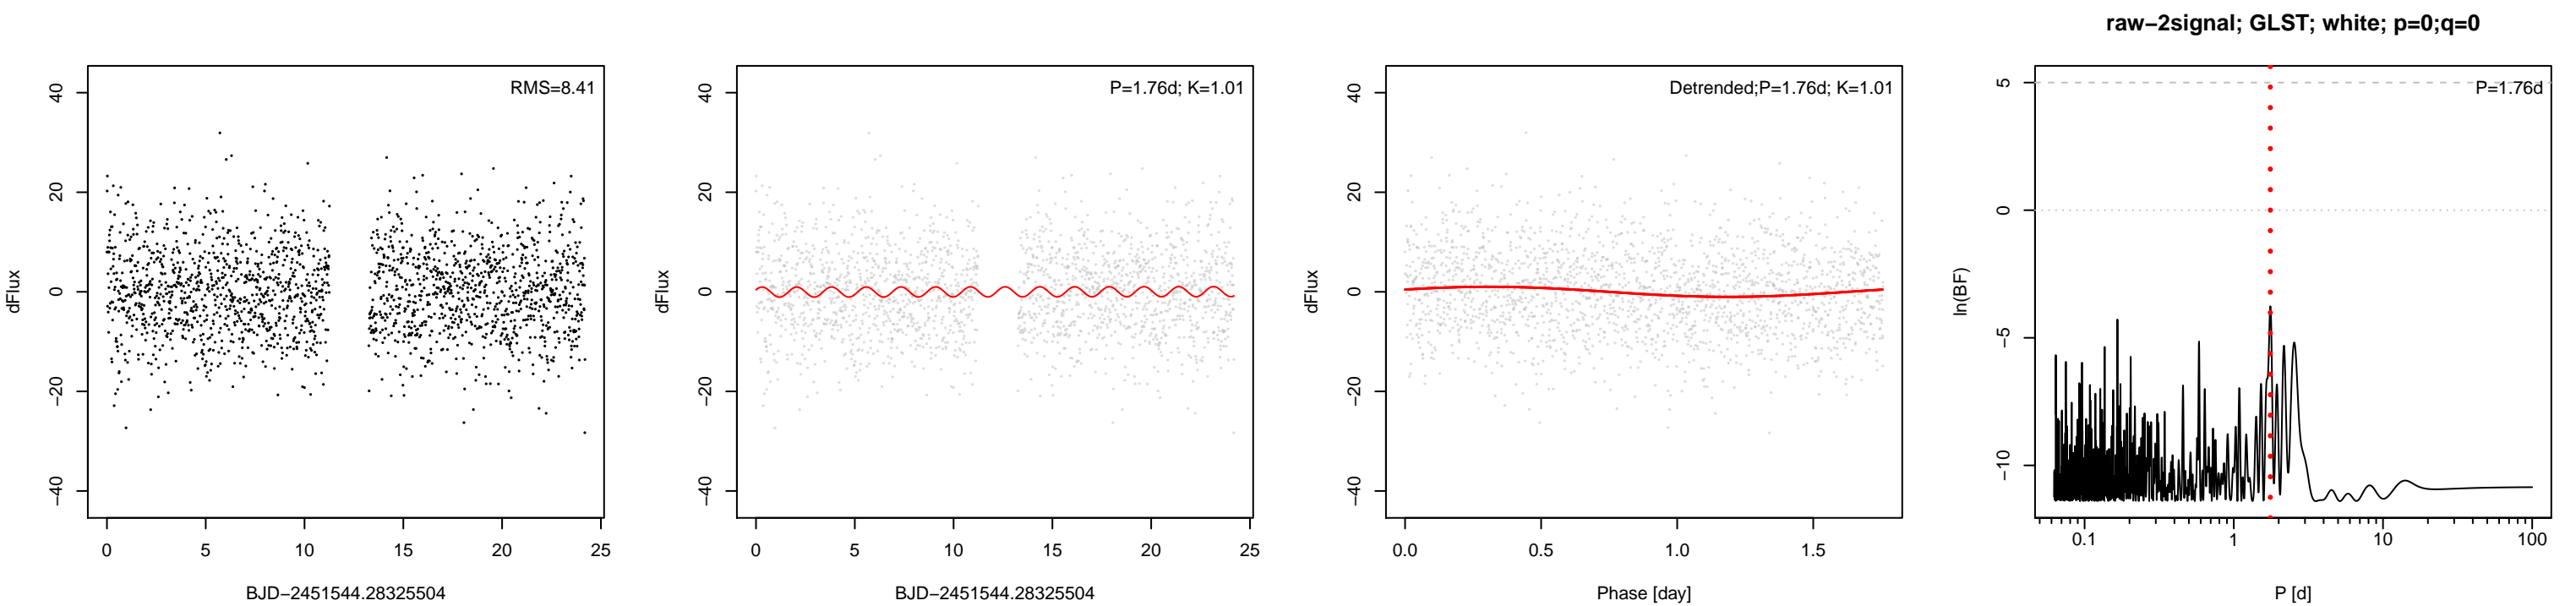 raw−2signal; GLST; white; p=0;q=0
RMS=8.41
dFlux
40
20
0
−20
−40
0 5 10 15 20 25
BJD−2451544.28325504
P=1.76d; K=1.01
dFlux
40
20
0
−20
−40
0 5 10 15 20 25
BJD−2451544.28325504
Detrended;P=1.76d; K=1.01
dFlux
40
20
0
−20
−40
0.0 0.5 1.0 1.5
Phase [day]
P=1.76d
ln(BF)
5
0
−5
−10
0.1 1 10 100
P [d]